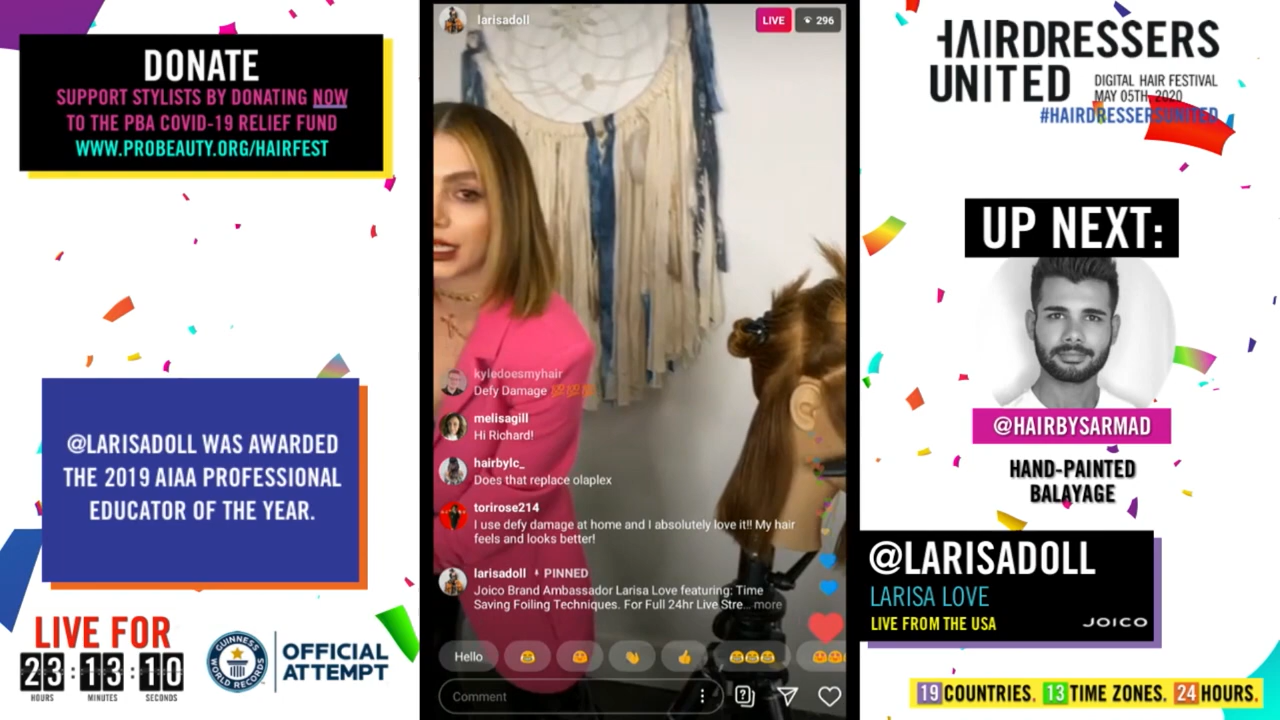 DONATE
SUPPORT STYLISTS BY DONATING NOW
TO THE PBA COVID-19 RELIEF FUND
WWW.PROBEAUTY.ORG/HAIRFEST
@LARISADOLL WAS AWARDED
THE 2019 AIAA PROFESSIONAL
EDUCATOR OF THE YEAR.
LIVE FOR
23:13:10
HOURS MINUTES SECONDS
GUINNESS
WORLD RECORDS
OFFICIAL
ATTEMPT
larisadoll
LIVE
296
kyledoesmyhair
Defy Damage 💯💯💯
melisagill
Hi Richard!
hairbylc_
Does that replace olaplex
torirose214
I use defy damage at home and I absolutely love it!! My hair
feels and looks better!
larisadoll PINNED
Joico Brand Ambassador Larisa Love featuring: Time
Saving Foiling Techniques. For Full 24hr Live Stre… more
Hello
Comment
HAIRDRESSERS
UNITED
DIGITAL HAIR FESTIVAL
MAY 05TH, 2020
#HAIRDRESSERSUNITED
UP NEXT:
@HAIRBYSARMAD
HAND-PAINTED
BALAYAGE
@LARISADOLL
LARISA LOVE
LIVE FROM THE USA
JOICO
19 COUNTRIES. 13 TIME ZONES. 24 HOURS.